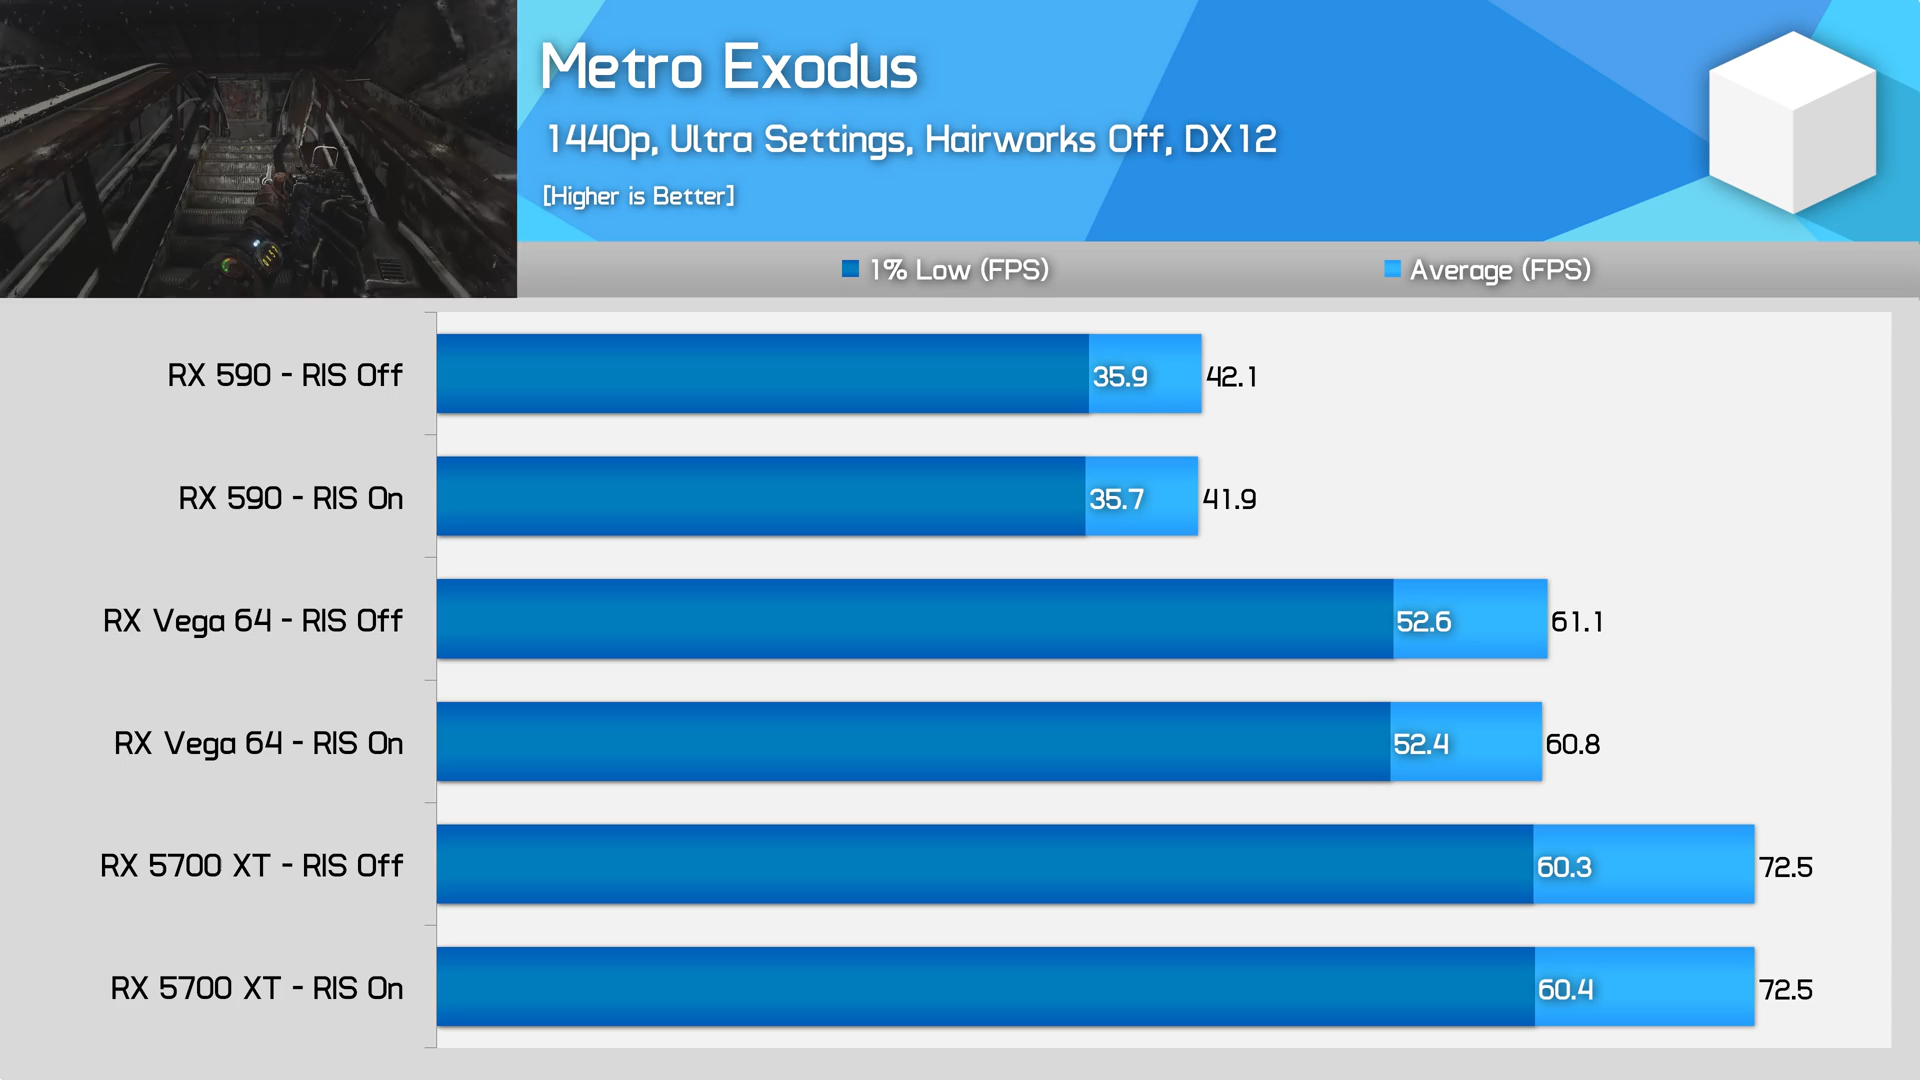 Metro Exodus
1440p, Ultra Settings, Hairworks Off, DX12
[Higher is Better]
1% Low (FPS) Average (FPS)
RX 590 - RIS Off 35.9 42.1
RX 590 - RIS On 35.7 41.9
RX Vega 64 - RIS Off 52.6 61.1
RX Vega 64 - RIS On 52.4 60.8
RX 5700 XT - RIS Off 60.3 72.5
RX 5700 XT - RIS On 60.4 72.5